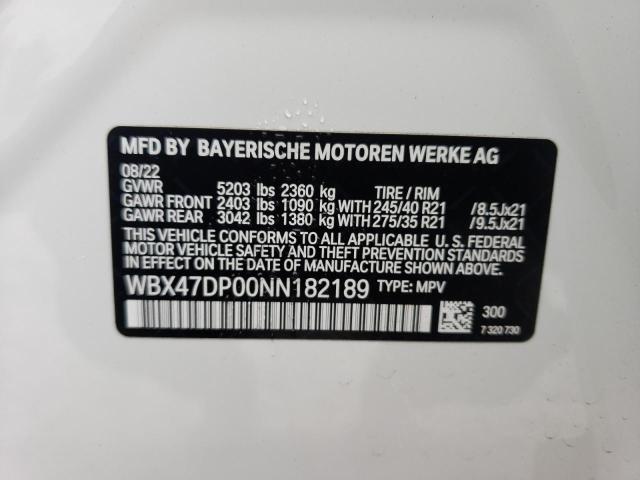 MFD BY BAYERISCHE MOTOREN WERKE AG
08/22
GVWR 5203 lbs 2360 kg TIRE / RIM
GAWR FRONT 2403 lbs 1090 kg WITH 245/40 R21 /8.5Jx21
GAWR REAR 3042 lbs 1380 kg WITH 275/35 R21 /9.5Jx21
THIS VEHICLE CONFORMS TO ALL APPLICABLE U. S. FEDERAL
MOTOR VEHICLE SAFETY AND THEFT PREVENTION STANDARDS IN
EFFECT ON THE DATE OF MANUFACTURE SHOWN ABOVE.
WBX47DP00NN182189 TYPE: MPV
300
7 320 730